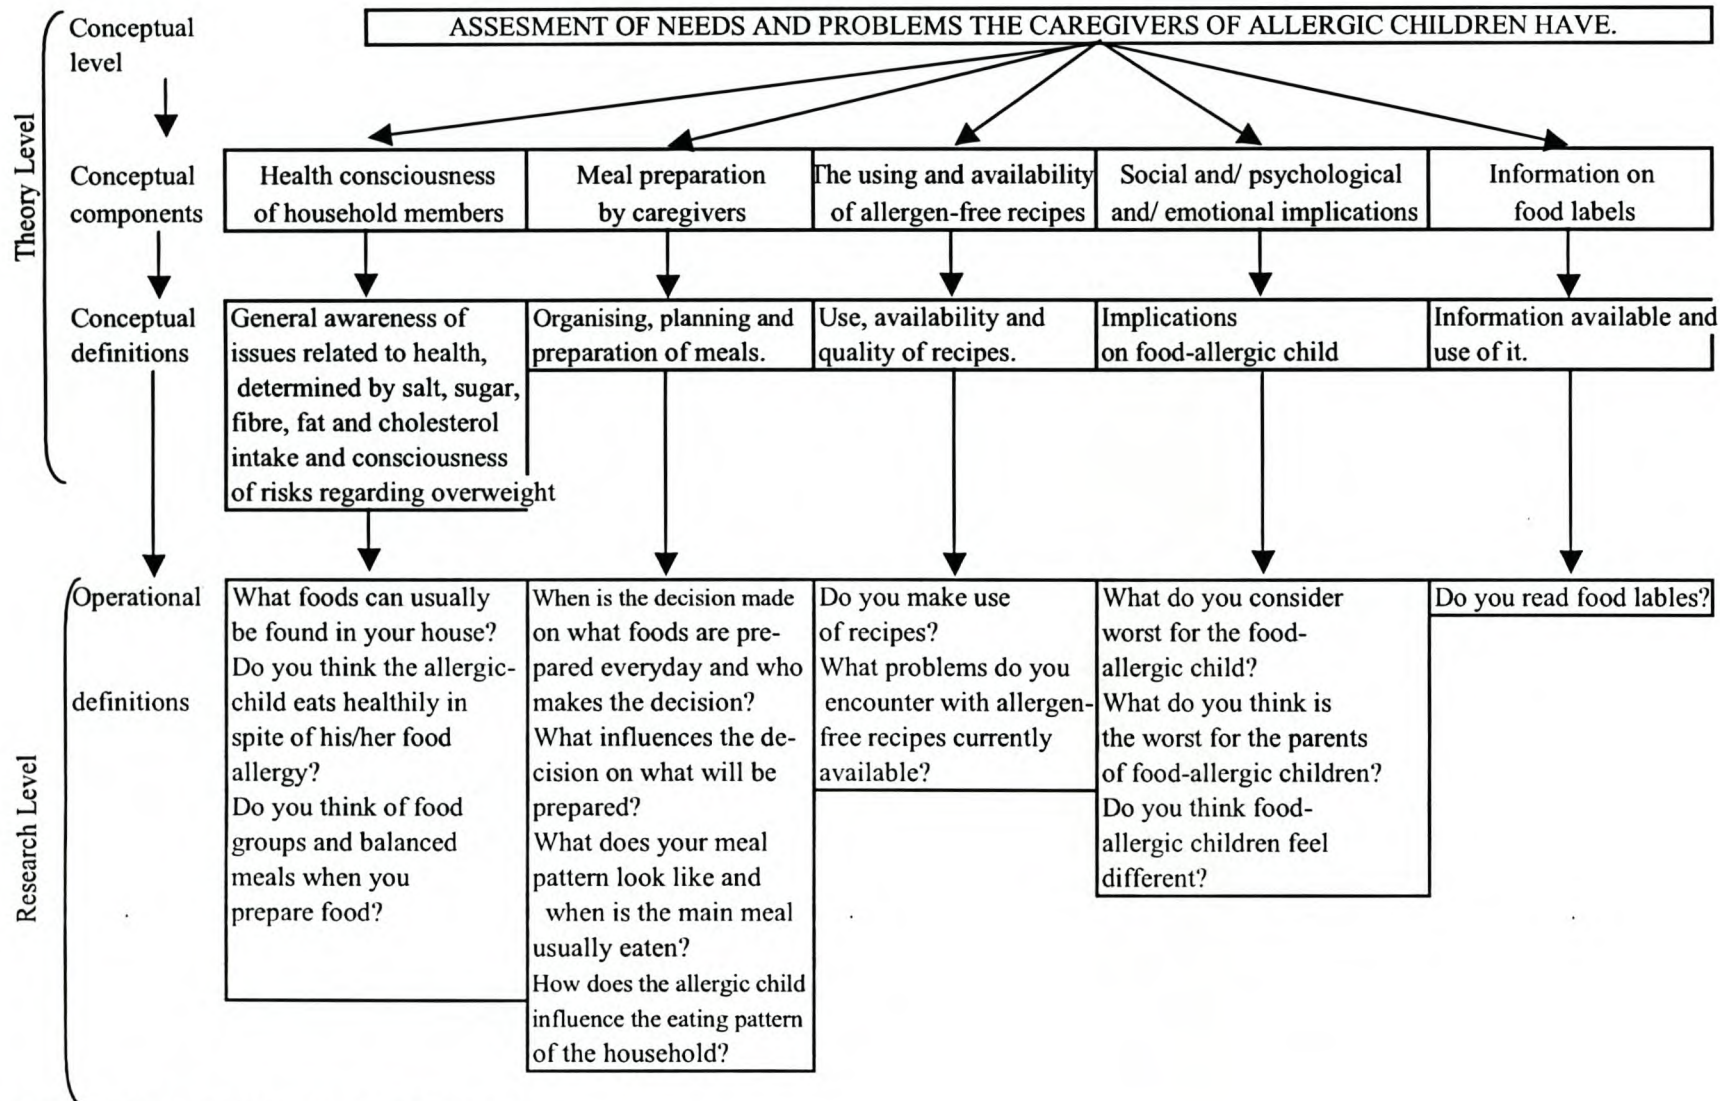 Conceptual
level
ASSESMENT OF NEEDS AND PROBLEMS THE CAREGIVERS OF ALLERGIC CHILDREN HAVE.
Theory Level
Conceptual
components
Health consciousness
of household members
Meal preparation
by caregivers
The using and availability
of allergen-free recipes
Social and/ psychological
and/ emotional implications
Information on
food labels
Conceptual
definitions
General awareness of
issues related to health,
determined by salt, sugar,
fibre, fat and cholesterol
intake and consciousness
of risks regarding overweight
Organising, planning and
preparation of meals.
Use, availability and
quality of recipes.
Implications
on food-allergic child
Information available and
use of it.
Research Level
Operational
definitions
What foods can usually
be found in your house?
Do you think the allergic-
child eats healthily in
spite of his/her food
allergy?
Do you think of food
groups and balanced
meals when you
prepare food?
When is the decision made
on what foods are pre-
pared everyday and who
makes the decision?
What influences the de-
cision on what will be
prepared?
What does your meal
pattern look like and
when is the main meal
usually eaten?
How does the allergic child
influence the eating pattern
of the household?
Do you make use
of recipes?
What problems do you
encounter with allergen-
free recipes currently
available?
What do you consider
worst for the food-
allergic child?
What do you think is
the worst for the parents
of food-allergic children?
Do you think food-
allergic children feel
different?
Do you read food lables?